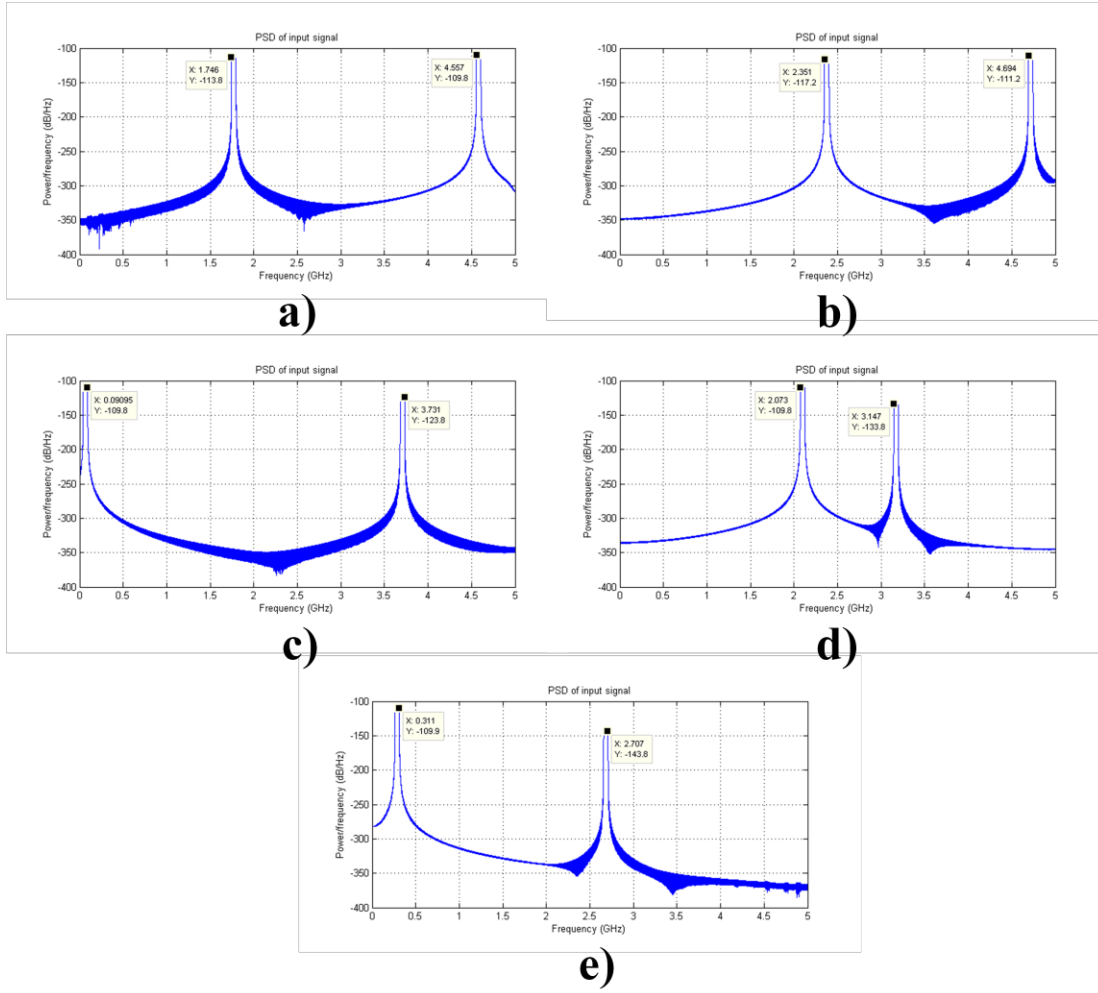 PSD of input signal
-100
-150
-200
-250
-300
-350
-400
Power/frequency (dB/Hz)
X: 1.746
Y: -113.8
X: 4.557
Y: -109.8
0 0.5 1 1.5 2 2.5 3 3.5 4 4.5 5
Frequency (GHz)
a)
PSD of input signal
-100
-150
-200
-250
-300
-350
-400
Power/frequency (dB/Hz)
X: 2.351
Y: -117.2
X: 4.694
Y: -111.2
0 0.5 1 1.5 2 2.5 3 3.5 4 4.5 5
Frequency (GHz)
b)
PSD of input signal
-100
-150
-200
-250
-300
-350
-400
Power/frequency (dB/Hz)
X: 0.09095
Y: -109.8
X: 3.731
Y: -123.8
0 0.5 1 1.5 2 2.5 3 3.5 4 4.5 5
Frequency (GHz)
c)
PSD of input signal
-100
-150
-200
-250
-300
-350
-400
Power/frequency (dB/Hz)
X: 2.073
Y: -109.8
X: 3.147
Y: -133.8
0 0.5 1 1.5 2 2.5 3 3.5 4 4.5 5
Frequency (GHz)
d)
PSD of input signal
-100
-150
-200
-250
-300
-350
-400
Power/frequency (dB/Hz)
X: 0.311
Y: -109.9
X: 2.707
Y: -143.8
0 0.5 1 1.5 2 2.5 3 3.5 4 4.5 5
Frequency (GHz)
e)